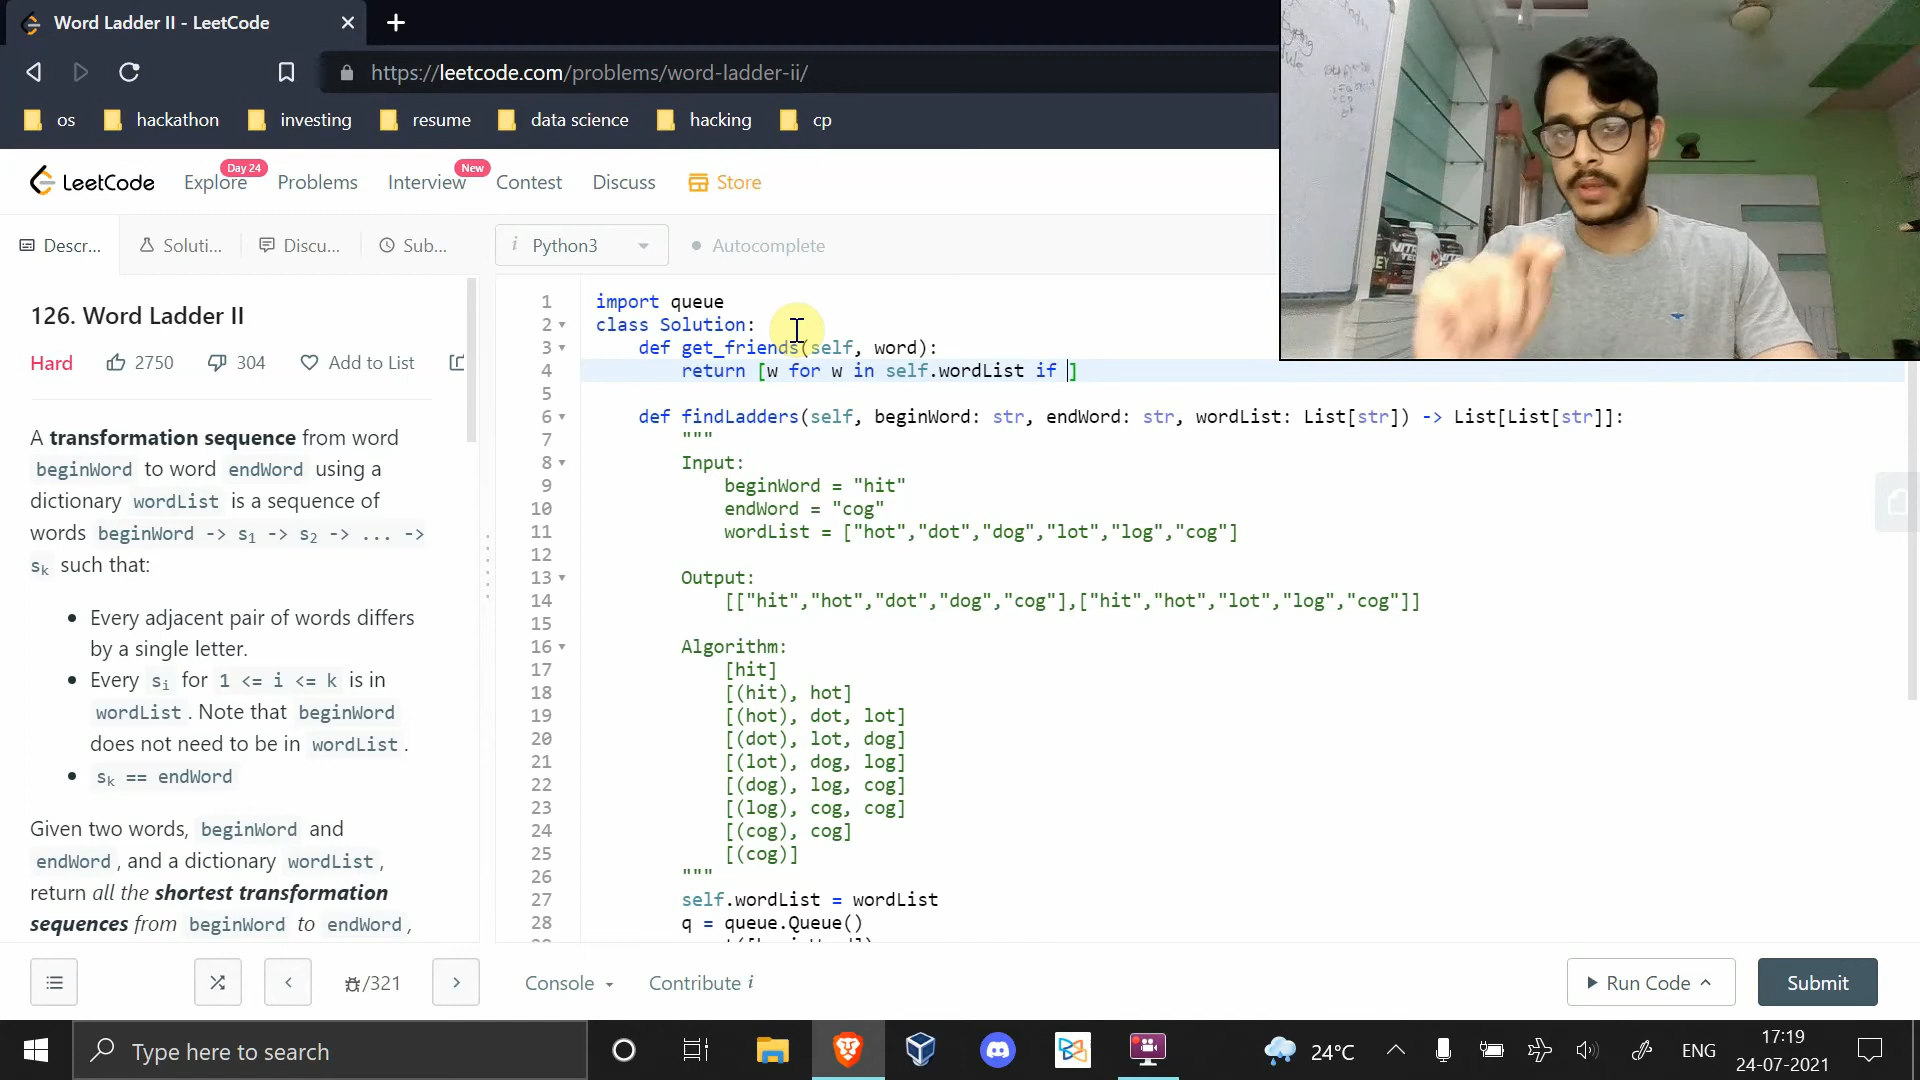 Word Ladder II - LeetCode
https://leetcode.com/problems/word-ladder-ii/
os hackathon investing resume data science hacking cp
LeetCode Explore Day 24 Problems Interview New Contest Discuss Store
Descr... Soluti... Discu... Sub...
i Python3 Autocomplete
126. Word Ladder II
Hard 2750 304 Add to List
A transformation sequence from word
beginWord to word endWord using a
dictionary wordList is a sequence of
words beginWord -> s1 -> s2 -> ... ->
sk such that:
• Every adjacent pair of words differs
by a single letter.
• Every si for 1 <= i <= k is in
wordList . Note that beginWord
does not need to be in wordList .
• sk == endWord
Given two words, beginWord and
endWord , and a dictionary wordList ,
return all the shortest transformation
sequences from beginWord to endWord ,
1 import queue
2 class Solution:
3 def get_friends(self, word):
4 return [w for w in self.wordList if ]
5
6 def findLadders(self, beginWord: str, endWord: str, wordList: List[str]) -> List[List[str]]:
7 """
8 Input:
9 beginWord = "hit"
10 endWord = "cog"
11 wordList = ["hot","dot","dog","lot","log","cog"]
12
13 Output:
14 [["hit","hot","dot","dog","cog"],["hit","hot","lot","log","cog"]]
15
16 Algorithm:
17 [hit]
18 [(hit), hot]
19 [(hot), dot, lot]
20 [(dot), lot, dog]
21 [(lot), dog, log]
22 [(dog), log, cog]
23 [(log), cog, cog]
24 [(cog), cog]
25 [(cog)]
26 """
27 self.wordList = wordList
28 q = queue.Queue()
/321
Console Contribute i
Run Code Submit
Type here to search
24°C ENG
17:19
24-07-2021